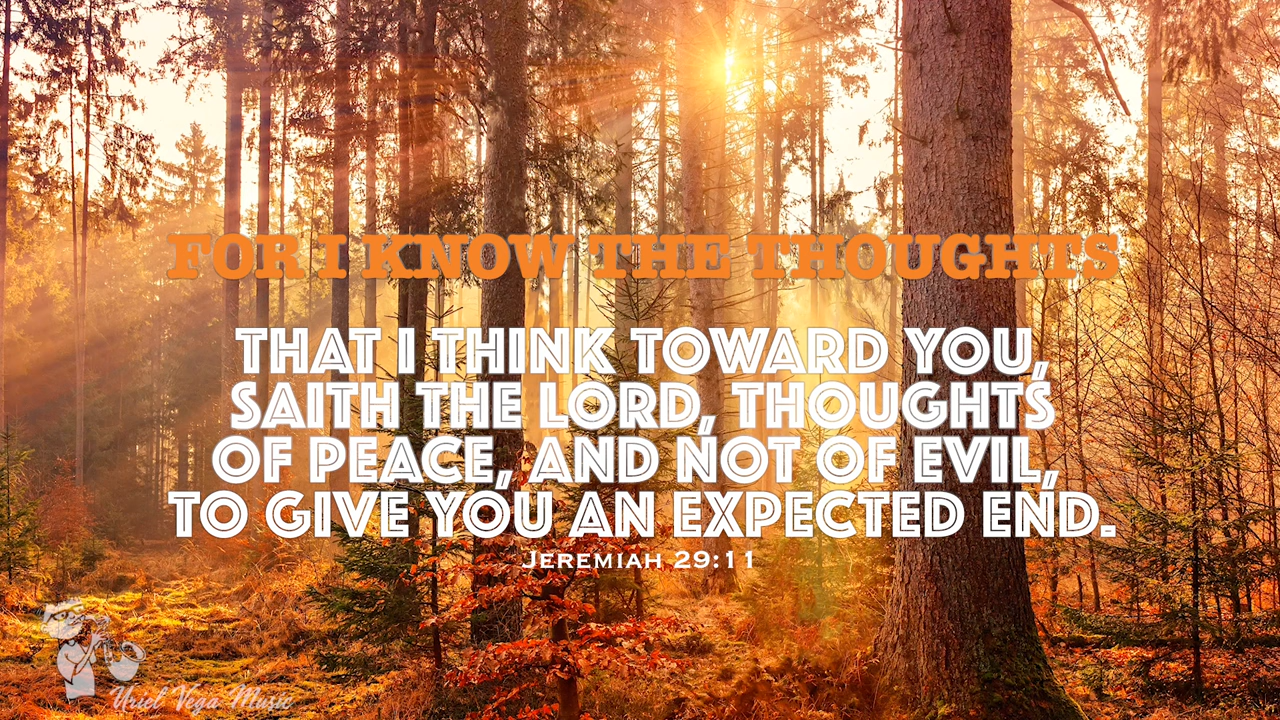 FOR I KNOW THE THOUGHTS
THAT I THINK TOWARD YOU,
SAITH THE LORD, THOUGHTS
OF PEACE, AND NOT OF EVIL,
TO GIVE YOU AN EXPECTED END.
JEREMIAH 29:11
Uriel Vega Music